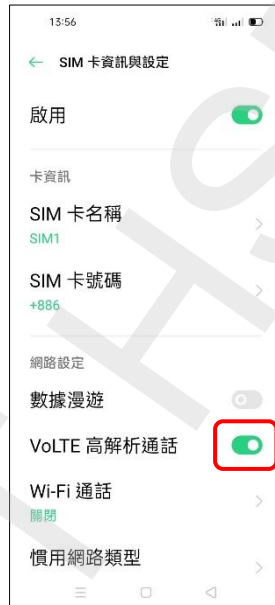 13:56
SIM 卡資訊與設定
啟用
卡資訊
SIM 卡名稱
SIM1
SIM 卡號碼
+886
網路設定
數據漫遊
VoLTE 高解析通話
Wi-Fi 通話
關閉
慣用網路類型